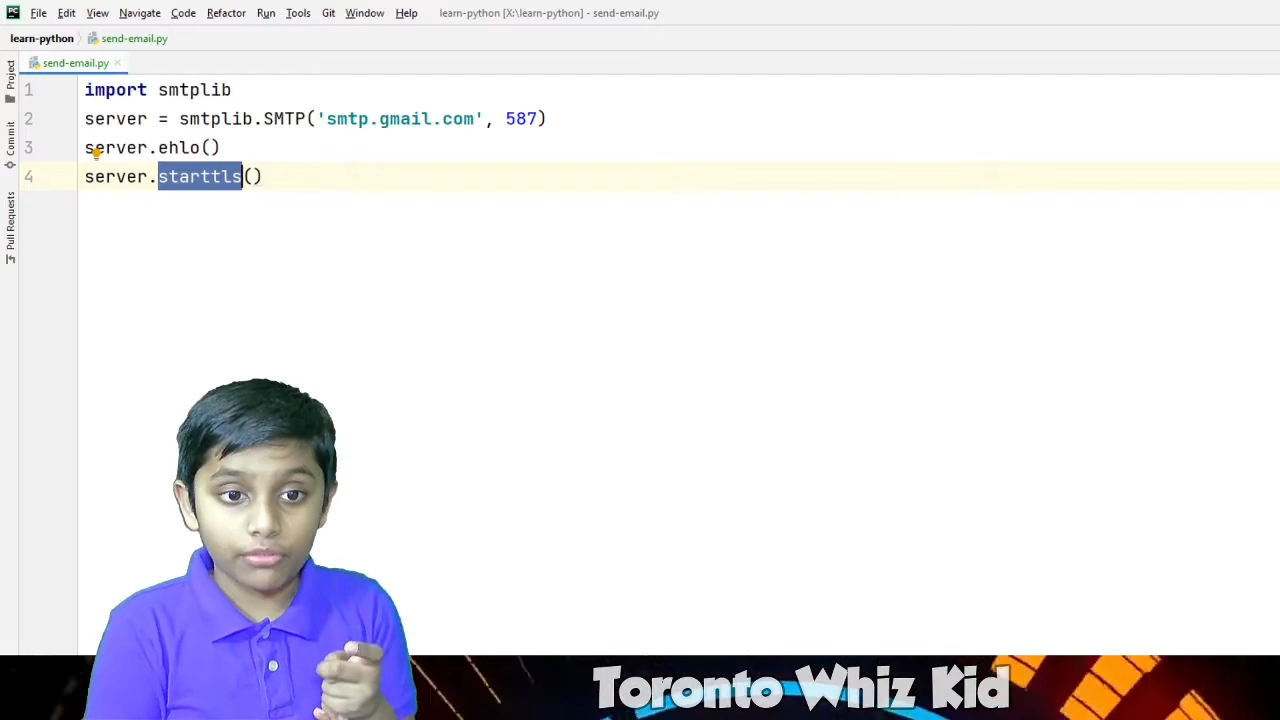 PC File Edit View Navigate Code Refactor Run Tools Git Window Help learn-python [X:\learn-python] - send-email.py
learn-python send-email.py
send-email.py
Project
Commit
Pull Requests
1 import smtplib
2 server = smtplib.SMTP('smtp.gmail.com', 587)
3 server.ehlo()
4 server.starttls()
Toronto Whiz Kid